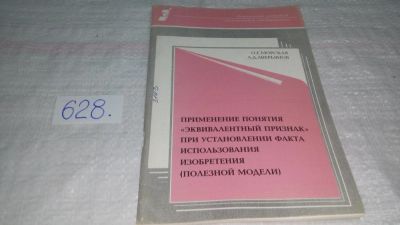 ПРИМЕНЕНИЕ ПОНЯТИЯ
«ЭКВИВАЛЕНТНЫЙ ПРИЗНАК»
ПРИ УСТАНОВЛЕНИИ ФАКТА
ИСПОЛЬЗОВАНИЯ
ИЗОБРЕТЕНИЯ
(ПОЛЕЗНОЙ МОДЕЛИ)
628.